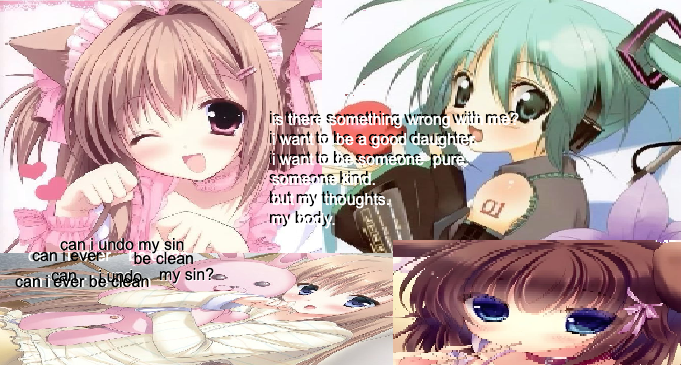 is there something wrong with me?
i want to be a good daughter.
i want to be someone pure.
someone kind.
but my thoughts.
my body.
01
can i undo my sin
can i ever be clean
can i undo my sin?
can i ever be clean